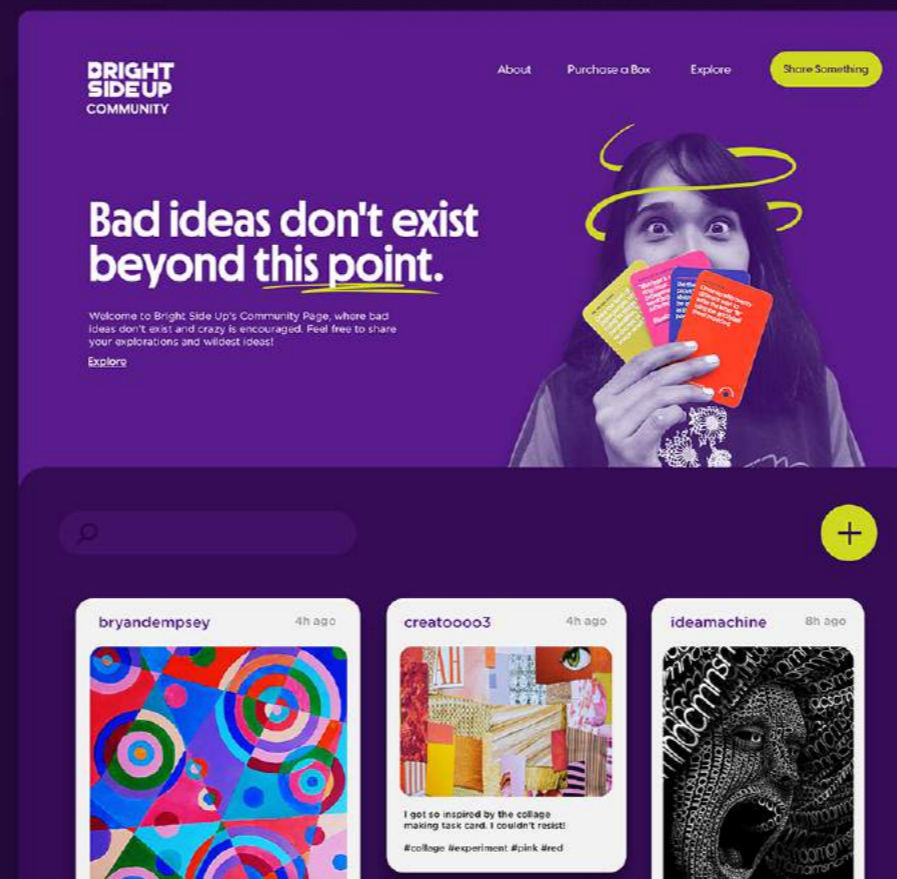 BRIGHT
SIDE UP
COMMUNITY
About
Purchase a Box
Explore
Share Something
Bad ideas don't exist
beyond this point.
Welcome to Bright Side Up's Community Page, where bad
ideas don't exist and crazy is encouraged. Feel free to share
your explorations and wildest ideas!
Explore
bryandempsey
4h ago
creatoooo3
4h ago
ideamachine
8h ago
AH
I got so inspired by the collage
making task card. I couldn't resist!
#collage #experiment #pink #red